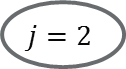 j = 2